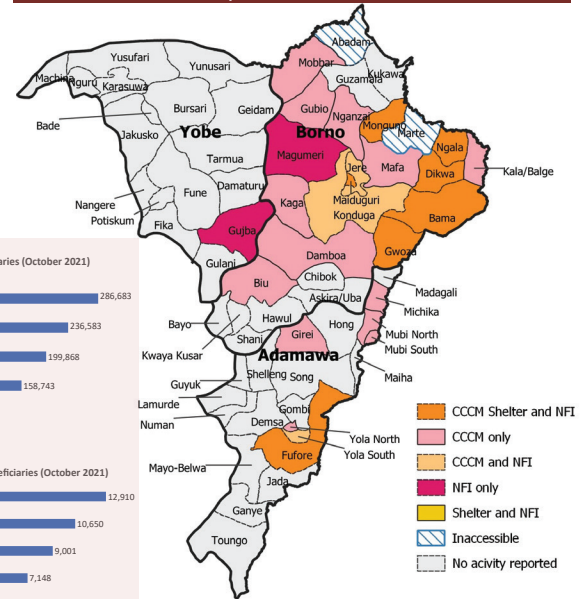 Abadam
Mobbar
Kukawa
Yusufari
Yunusari
Guzamala
Machina
Nguru
Karasuwa
Gubio
Bursari
Geidam
Nganzai
Monguno
Marte
Bade
Yobe
Borno
Jakusko
Ngala
Magumeri
Jere
Tarmua
Mafa
Dikwa
Kala/Balge
Damaturu
Maiduguri
Nangere
Fune
Kaga
Konduga
Bama
Potiskum
Fika
Gujba
Gwoza
Damboa
Gulani
Chibok
Biu
Madagali
Askira/Uba
Michika
Bayo
Hawul
Hong
Mubi North
Girei
Shani
Mubi South
Kwaya Kusar
Adamawa
Maiha
Shelleng
Song
Guyuk
Lamurde
Gombi
Numan
Demsa
Yola North
Yola South
Fufore
Mayo-Belwa
Jada
Ganye
Toungo
aries (October 2021)
286,683
236,583
199,868
158,743
eficiaries (October 2021)
12,910
10,650
9,001
7,148
CCCM Shelter and NFI
CCCM only
CCCM and NFI
NFI only
Shelter and NFI
Inaccessible
No acivity reported